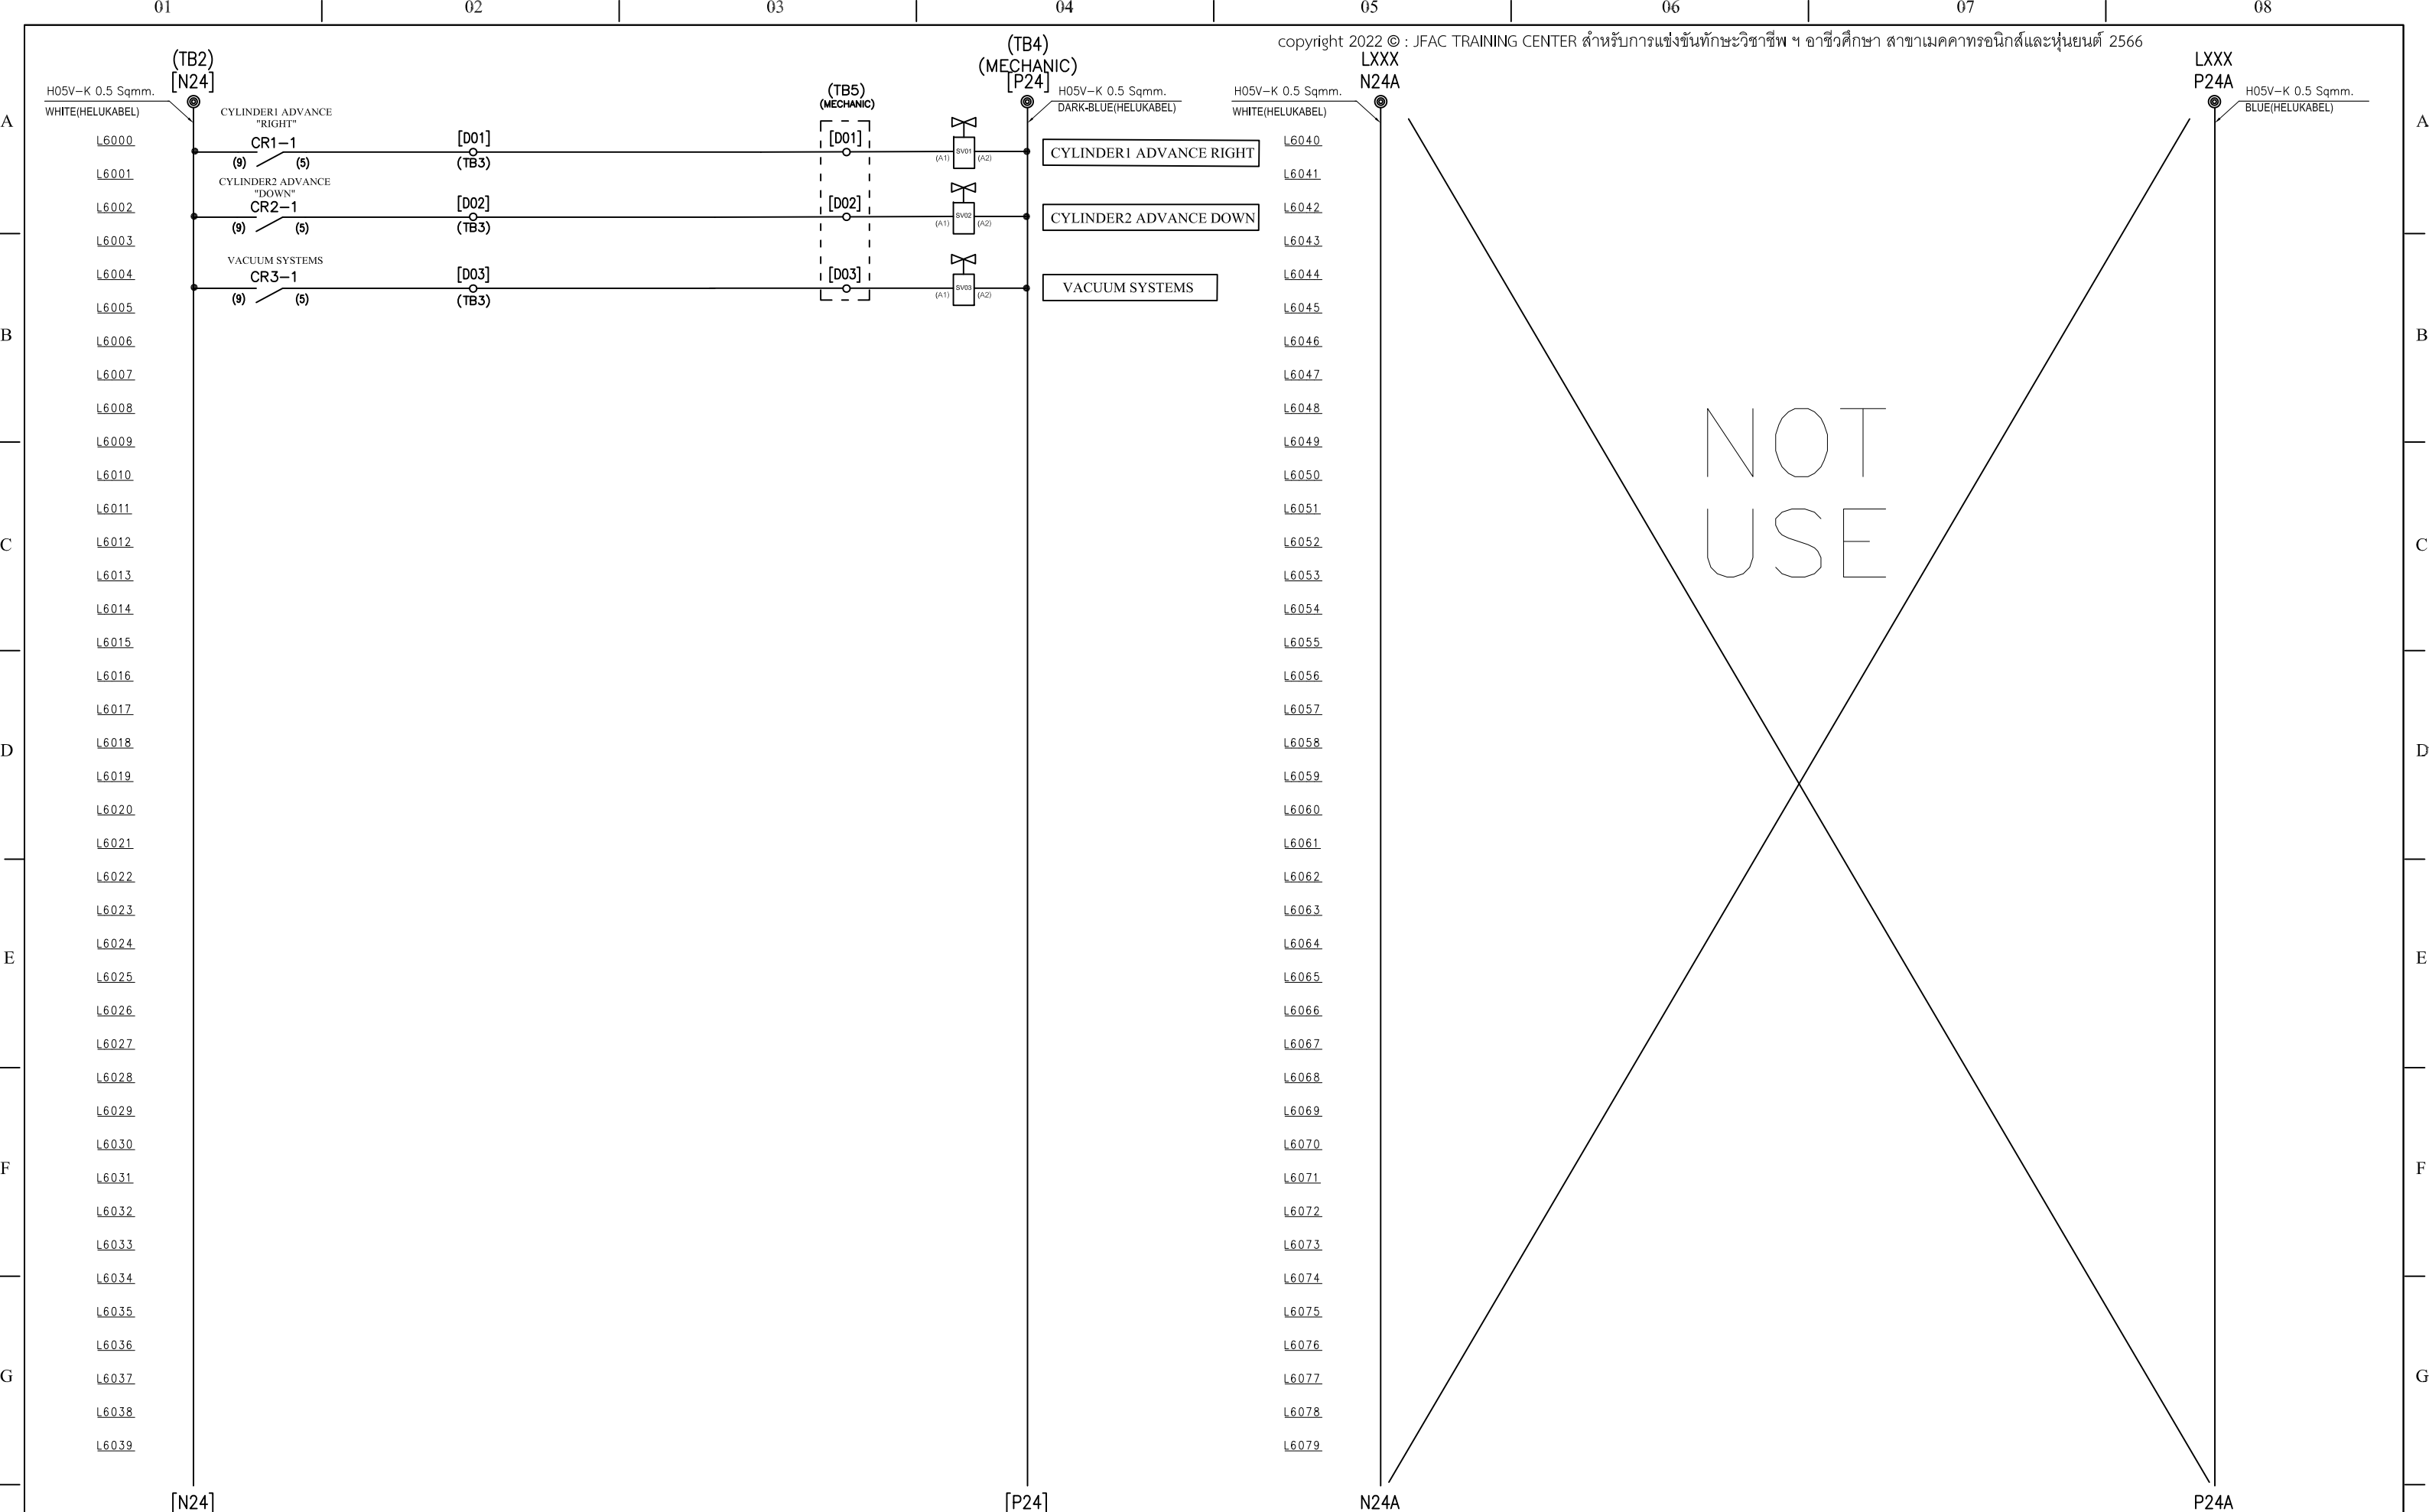 01 02 03 04 05 06 07 08
copyright 2022 © : JFAC TRAINING CENTER สำหรับการแข่งขันทักษะวิชาชีพ ฯ อาชีวศึกษา สาขาเมคคาทรอนิกส์และหุ่นยนต์ 2566
(TB2)
[N24]
H05V-K 0.5 Sqmm.
WHITE(HELUKABEL)
(TB4)
(MECHANIC)
[P24]
H05V-K 0.5 Sqmm.
DARK-BLUE(HELUKABEL)
(TB5)
(MECHANIC)
A
CYLINDER1 ADVANCE
"RIGHT"
CR1-1
(9) (5)
[D01]
(TB3)
[D01]
(A1) SV01 (A2)
CYLINDER1 ADVANCE RIGHT
CYLINDER2 ADVANCE
"DOWN"
CR2-1
(9) (5)
[D02]
(TB3)
[D02]
(A1) SV02 (A2)
CYLINDER2 ADVANCE DOWN
VACUUM SYSTEMS
CR3-1
(9) (5)
[D03]
(TB3)
[D03]
(A1) SV03 (A2)
VACUUM SYSTEMS
L6000
L6001
L6002
L6003
L6004
L6005
B
L6006
L6007
L6008
L6009
L6010
L6011
C
L6012
L6013
L6014
L6015
L6016
L6017
D
L6018
L6019
L6020
L6021
L6022
L6023
E
L6024
L6025
L6026
L6027
L6028
L6029
F
L6030
L6031
L6032
L6033
L6034
L6035
L6036
G
L6037
L6038
L6039
[N24]
[P24]
LXXX
N24A
H05V-K 0.5 Sqmm.
WHITE(HELUKABEL)
LXXX
P24A
H05V-K 0.5 Sqmm.
BLUE(HELUKABEL)
NOT
USE
L6040
L6041
L6042
L6043
L6044
L6045
L6046
L6047
L6048
L6049
L6050
L6051
L6052
L6053
L6054
L6055
L6056
L6057
L6058
L6059
L6060
L6061
L6062
L6063
L6064
L6065
L6066
L6067
L6068
L6069
L6070
L6071
L6072
L6073
L6074
L6075
L6076
L6077
L6078
L6079
N24A
P24A
A
B
C
D
E
F
G